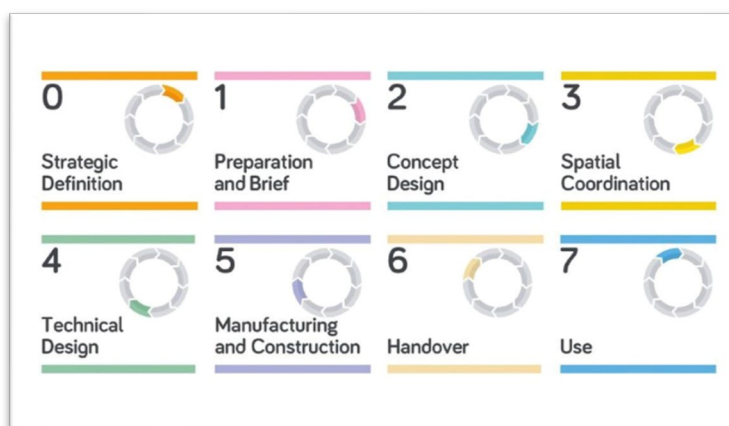 0
Strategic
Definition
1
Preparation
and Brief
2
Concept
Design
3
Spatial
Coordination
4
Technical
Design
5
Manufacturing
and Construction
6
Handover
7
Use